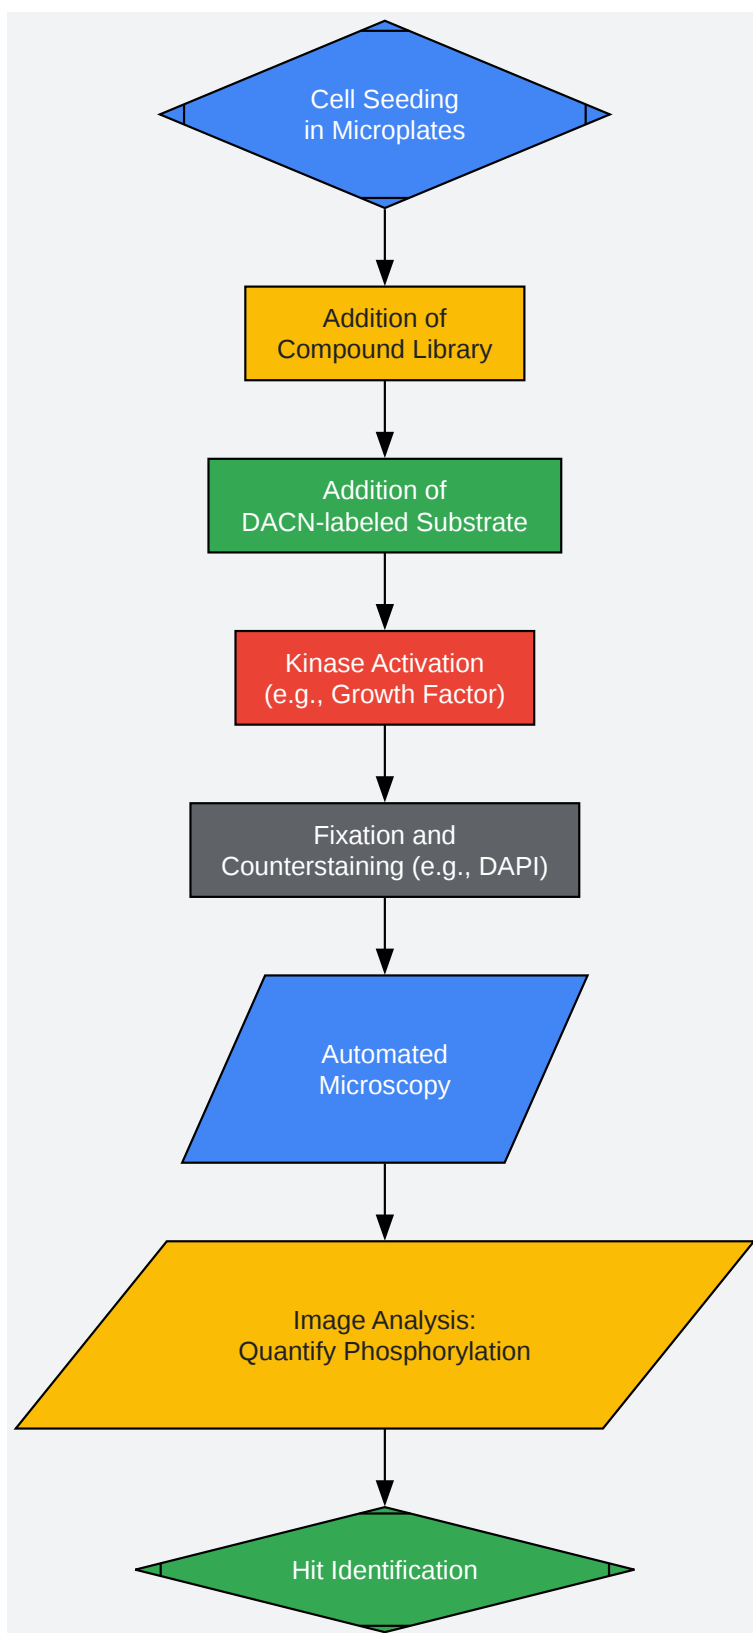 Cell Seeding
in Microplates
Addition of
Compound Library
Addition of
DACN-labeled Substrate
Kinase Activation
(e.g., Growth Factor)
Fixation and
Counterstaining (e.g., DAPI)
Automated
Microscopy
Image Analysis:
Quantify Phosphorylation
Hit Identification